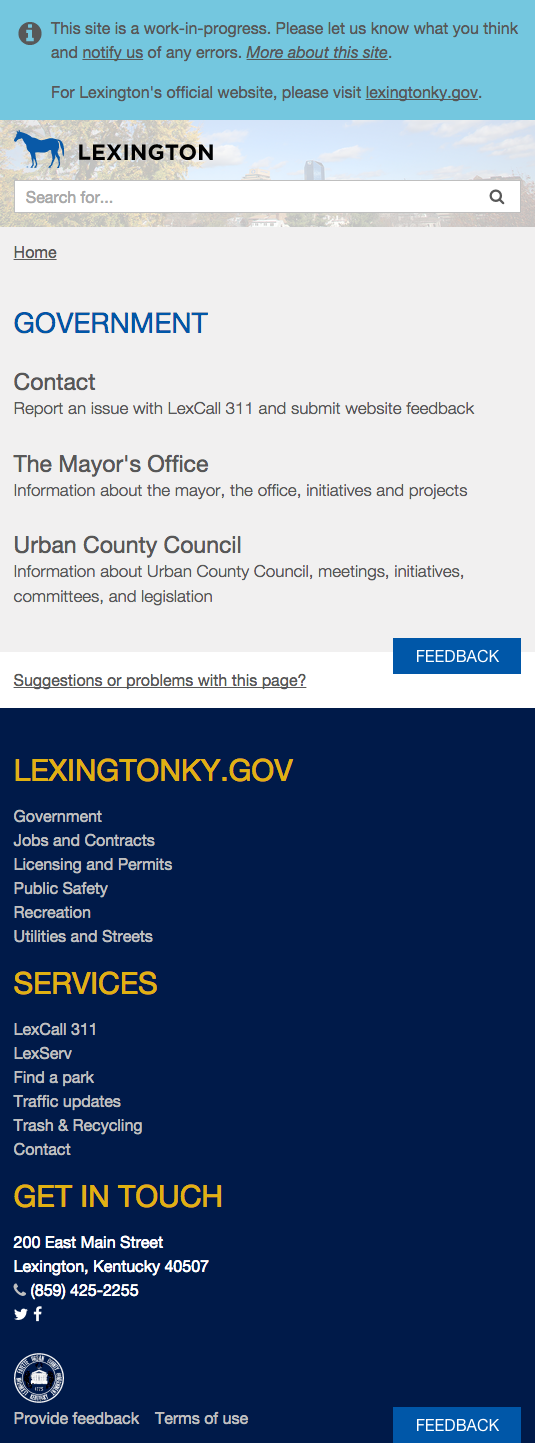 This site is a work-in-progress. Please let us know what you think
and notify us of any errors. More about this site.
For Lexington's official website, please visit lexingtonky.gov.
LEXINGTON
Search for...
Home
GOVERNMENT
Contact
Report an issue with LexCall 311 and submit website feedback
The Mayor's Office
Information about the mayor, the office, initiatives and projects
Urban County Council
Information about Urban County Council, meetings, initiatives,
committees, and legislation
FEEDBACK
Suggestions or problems with this page?
LEXINGTONKY.GOV
Government
Jobs and Contracts
Licensing and Permits
Public Safety
Recreation
Utilities and Streets
SERVICES
LexCall 311
LexServ
Find a park
Traffic updates
Trash & Recycling
Contact
GET IN TOUCH
200 East Main Street
Lexington, Kentucky 40507
(859) 425-2255
Provide feedback Terms of use
FEEDBACK